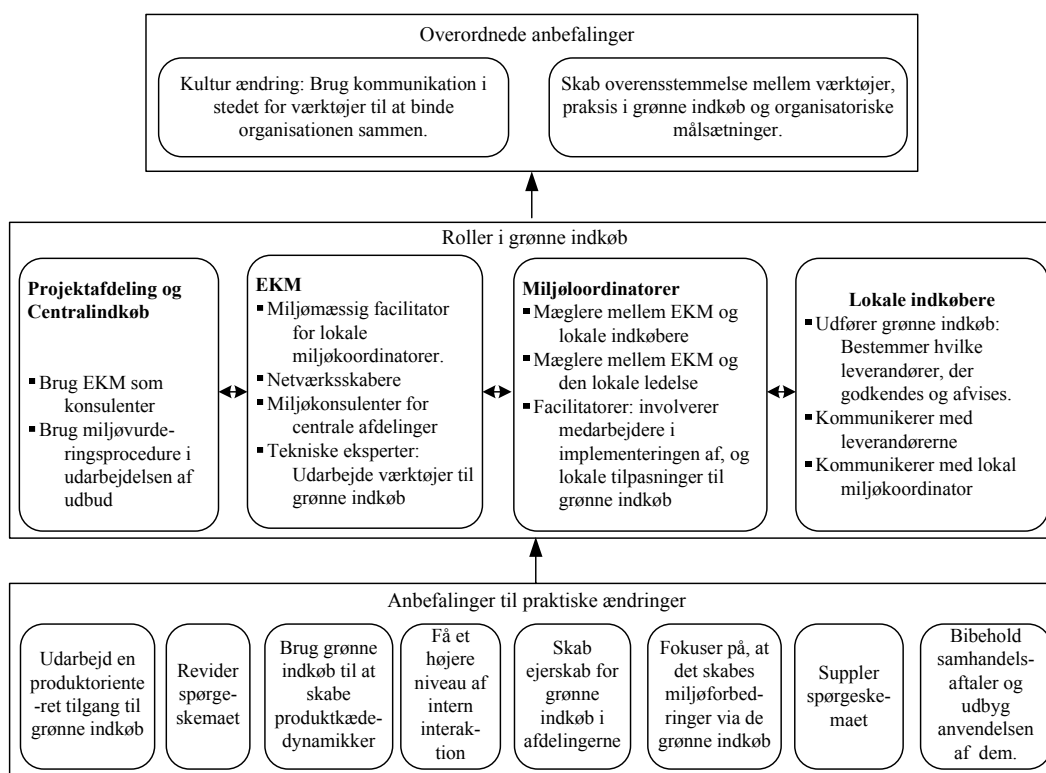 Overordnede anbefalinger
Kultur ændring: Brug kommunikation i
stedet for værktøjer til at binde
organisationen sammen.
Skab overensstemmelse mellem værktøjer,
praksis i grønne indkøb og organisatoriske
målsætninger.
Roller i grønne indkøb
Projektafdeling og
Centralindkøb
▪ Brug EKM som
konsulenter
▪ Brug miljøvurde-
ringsprocedure i
udarbejdelsen af
udbud
EKM
▪ Miljømæssig facilitator
for lokale
miljøkoordinatorer.
▪ Netværksskabere
▪ Miljøkonsulenter for
centrale afdelinger
▪ Tekniske eksperter:
Udarbejde værktøjer til
grønne indkøb
Miljøloordinatorer
▪ Mæglere mellem EKM og
lokale indkøbere
▪ Mæglere mellem EKM og
den lokale ledelse
▪ Facilitatorer: involverer
medarbejdere i
implementeringen af, og
lokale tilpasninger til
grønne indkøb
Lokale indkøbere
▪ Udfører grønne indkøb:
Bestemmer hvilke
leverandører, der
godkendes og afvises.
▪ Kommunikerer med
leverandørerne
▪ Kommunikerer med lokal
miljøkoordinator
Anbefalinger til praktiske ændringer
Udarbejd en
produktoriente
-ret tilgang til
grønne indkøb
Revider
spørge-
skemaet
Brug grønne
indkøb til at
skabe
produktkæde-
dynamikker
Få et
højere
niveau af
intern
interak-
tion
Skab
ejerskab for
grønne
indkøb i
afdelingerne
Fokuser på, at
det skabes
miljøforbed-
ringer via de
grønne indkøb
Suppler
spørgesk-
emaet
Bibehold
samhandels-
aftaler og
udbyg
anvendelsen
af dem.